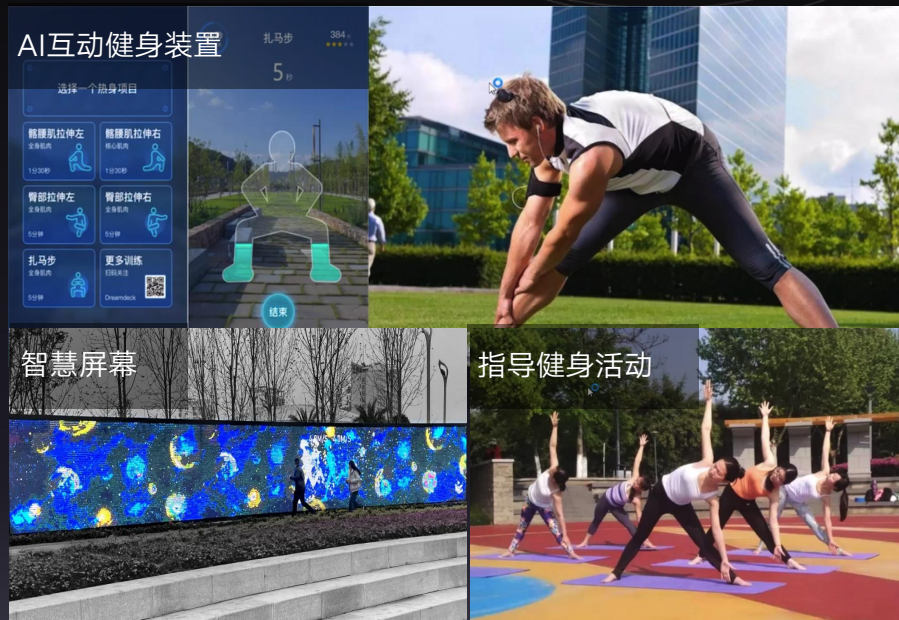 AI互动健身装置
扎马步
384
5秒
选择一个热身项目
髂腰肌拉伸左
全身肌肉
1分30秒
髂腰肌拉伸右
核心肌肉
1分30秒
臀部拉伸左
全身肌肉
5分钟
臀部拉伸右
全身肌肉
5分钟
扎马步
全身肌肉
5分钟
更多训练
扫码关注
Dreamdeck
结束
智慧屏幕
指导健身活动